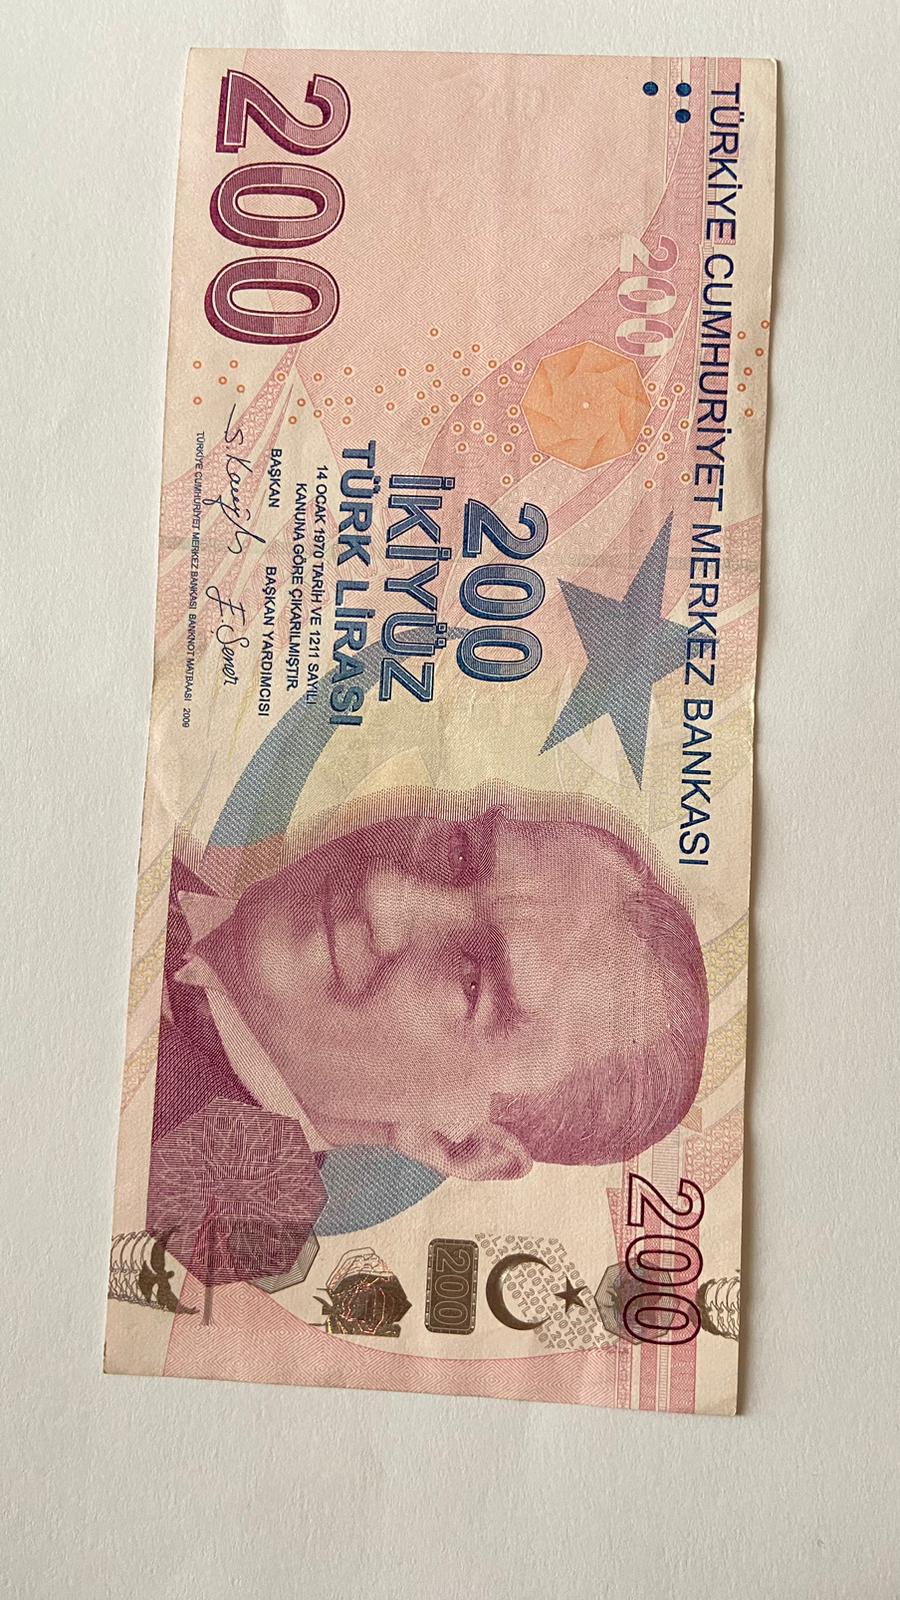 TÜRKİYE CUMHURİYET MERKEZ BANKASI
200
200
200
İKİYÜZ
TÜRK LİRASI
14 OCAK 1970 TARİH VE 1211 SAYILI
KANUNA GÖRE ÇIKARILMIŞTIR.
BAŞKAN
BAŞKAN YARDIMCISI
200
TÜRKİYE CUMHURİYET MERKEZ BANKASI BANKNOT MATBAASI 2009
200